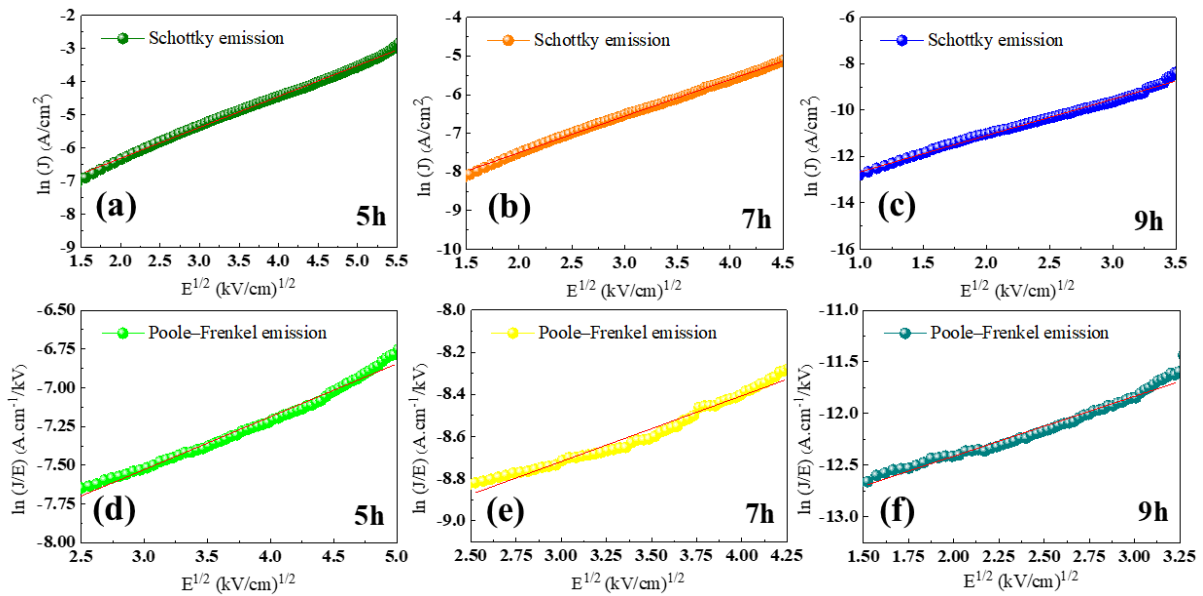 -2
-3
-4
-5
-6
-7
-8
-9
ln (J) (A/cm²)
Schottky emission
(a)
5h
1.5 2.0 2.5 3.0 3.5 4.0 4.5 5.0 5.5
E^1/2 (kV/cm)^1/2
-4
-5
-6
-7
-8
-9
-10
ln (J) (A/cm²)
Schottky emission
(b)
7h
1.5 2.0 2.5 3.0 3.5 4.0 4.5
E^1/2 (kV/cm)^1/2
-6
-8
-10
-12
-14
-16
ln (J) (A/cm²)
Schottky emission
(c)
9h
1.0 1.5 2.0 2.5 3.0 3.5
E^1/2 (kV/cm)^1/2
-6.50
-6.75
-7.00
-7.25
-7.50
-7.75
-8.00
ln (J/E) (A.cm⁻¹/kV)
Poole–Frenkel emission
(d)
5h
2.5 3.0 3.5 4.0 4.5 5.0
E^1/2 (kV/cm)^1/2
-8.0
-8.2
-8.4
-8.6
-8.8
-9.0
ln (J/E) (A.cm⁻¹/kV)
Poole–Frenkel emission
(e)
7h
2.50 2.75 3.00 3.25 3.50 3.75 4.00 4.25
E^1/2 (kV/cm)^1/2
-11.0
-11.5
-12.0
-12.5
-13.0
ln (J/E) (A.cm⁻¹/kV)
Poole–Frenkel emission
(f)
9h
1.50 1.75 2.00 2.25 2.50 2.75 3.00 3.25
E^1/2 (kV/cm)^1/2